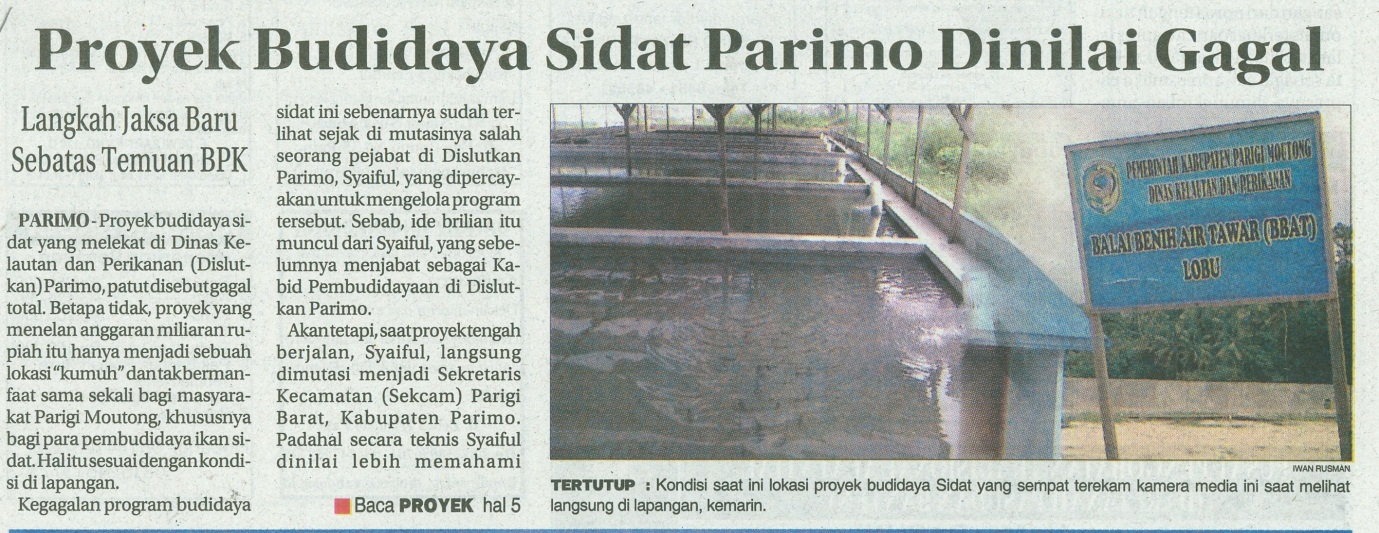 Proyek Budidaya Sidat Parimo Dinilai Gagal
Langkah Jaksa Baru
Sebatas Temuan BPK
PARIMO - Proyek budidaya si-
dat yang melekat di Dinas Ke-
lautan dan Perikanan (Dislut-
kan) Parimo, patut disebut gagal
total. Betapa tidak, proyek yang
menelan anggaran miliaran ru-
piah itu hanya menjadi sebuah
lokasi “kumuh” dan tak berman-
faat sama sekali bagi masyara-
kat Parigi Moutong, khususnya
bagi para pembudidaya ikan si-
dat. Hal itu sesuai dengan kondi-
si di lapangan.
Kegagalan program budidaya
sidat ini sebenarnya sudah ter-
lihat sejak di mutasinya salah
seorang pejabat di Dislutkan
Parimo, Syaiful, yang dipercay-
akan untuk mengelola program
tersebut. Sebab, ide brilian itu
muncul dari Syaiful, yang sebe-
lumnya menjabat sebagai Ka-
bid Pembudidayaan di Dislut-
kan Parimo.
Akan tetapi, saat proyek tengah
berjalan, Syaiful, langsung
dimutasi menjadi Sekretaris
Kecamatan (Sekcam) Parigi
Barat, Kabupaten Parimo.
Padahal secara teknis Syaiful
dinilai lebih memahami
Baca PROYEK hal 5
PEMERINTAH KABUPATEN PARIGI MOUTONG
DINAS KELAUTAN DAN PERIKANAN
BALAI BENIH AIR TAWAR (BBAT)
LOBU
IWAN RUSMAN
TERTUTUP : Kondisi saat ini lokasi proyek budidaya Sidat yang sempat terekam kamera media ini saat melihat
langsung di lapangan, kemarin.